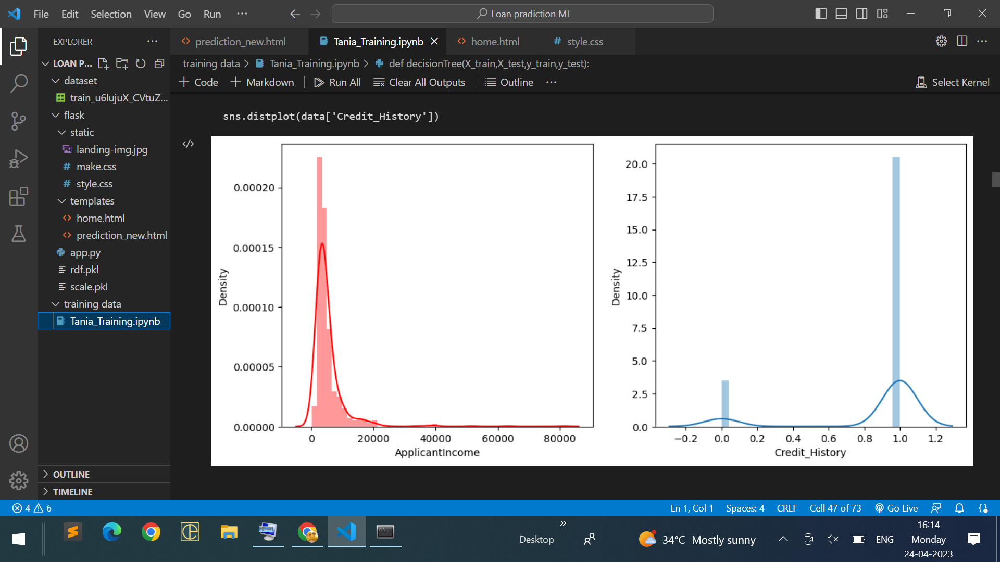 File Edit Selection View Go Run ···
Loan pradiction ML
EXPLORER ···
prediction_new.html
Tania_Training.ipynb
home.html
# style.css
···
LOAN P...
dataset
train_u6lujuX_CVtuZ...
flask
static
landing-img.jpg
# make.css
# style.css
templates
home.html
prediction_new.html
app.py
rdf.pkl
scale.pkl
training data
Tania_Training.ipynb
OUTLINE
TIMELINE
training data > Tania_Training.ipynb > def decisionTree(X_train,X_test,y_train,y_test):
+ Code + Markdown | Run All Clear All Outputs | Outline ···
Select Kernel
sns.distplot(data['Credit_History'])
0.00020
0.00015
0.00010
0.00005
0.00000
Density
0 20000 40000 60000 80000
ApplicantIncome
20.0
17.5
15.0
12.5
10.0
7.5
5.0
2.5
0.0
Density
−0.2 0.0 0.2 0.4 0.6 0.8 1.0 1.2
Credit_History
4 6
Ln 1, Col 1 Spaces: 4 CRLF Cell 47 of 73 Go Live
Desktop
34°C Mostly sunny
ENG
16:14
Monday
24-04-2023